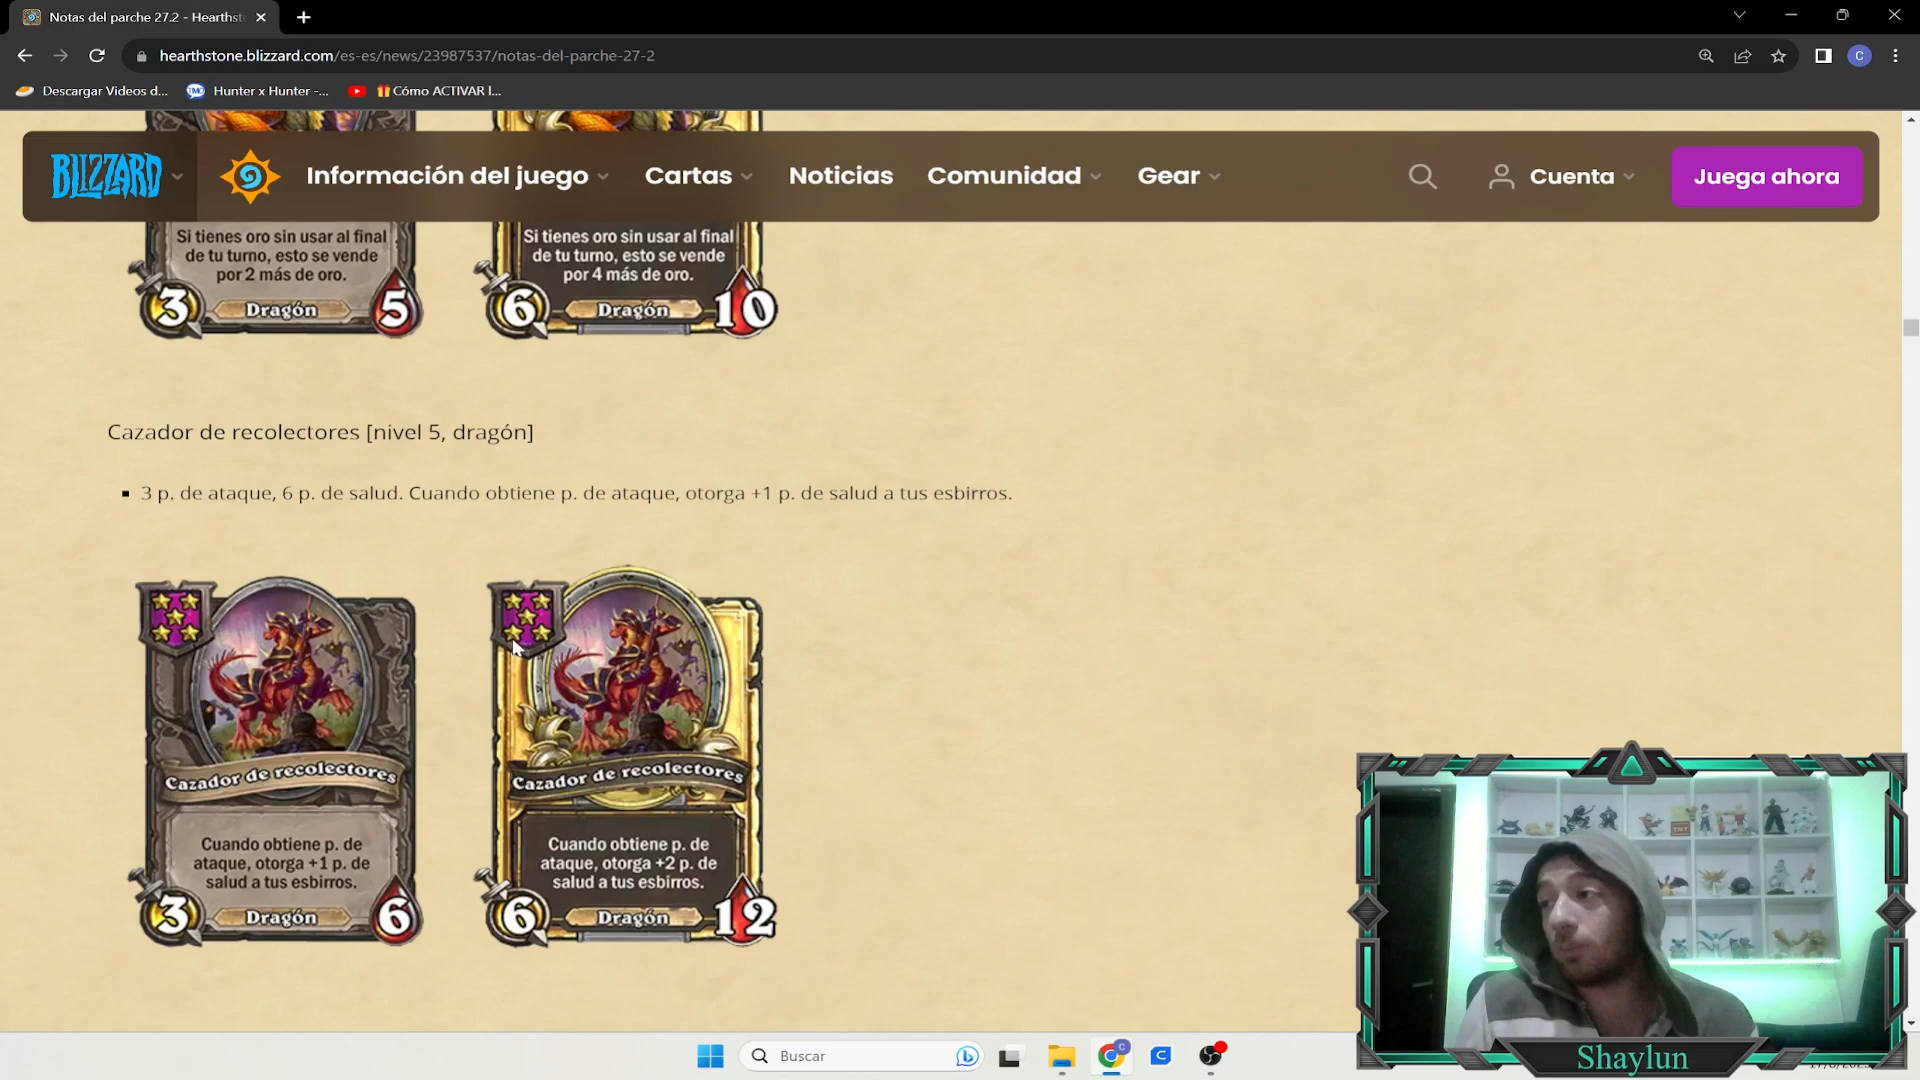 Notas del parche 27.2 - Hearthst
hearthstone.blizzard.com/es-es/news/23987537/notas-del-parche-27-2
C
Descargar Videos d...
TMO
Hunter x Hunter -...
Cómo ACTIVAR l...
BLIZZARD
Información del juego
Cartas
Noticias
Comunidad
Gear
Cuenta
Juega ahora
Si tienes oro sin usar al final
de tu turno, esto se vende
por 2 más de oro.
3
Dragón
5
Si tienes oro sin usar al final
de tu turno, esto se vende
por 4 más de oro.
6
Dragón
10
Cazador de recolectores [nivel 5, dragón]
3 p. de ataque, 6 p. de salud. Cuando obtiene p. de ataque, otorga +1 p. de salud a tus esbirros.
Cazador de recolectores
Cuando obtiene p. de
ataque, otorga +1 p. de
salud a tus esbirros.
3
Dragón
6
Cazador de recolectores
Cuando obtiene p. de
ataque, otorga +2 p. de
salud a tus esbirros.
6
Dragón
12
TNT
Shaylun
Buscar
C
C